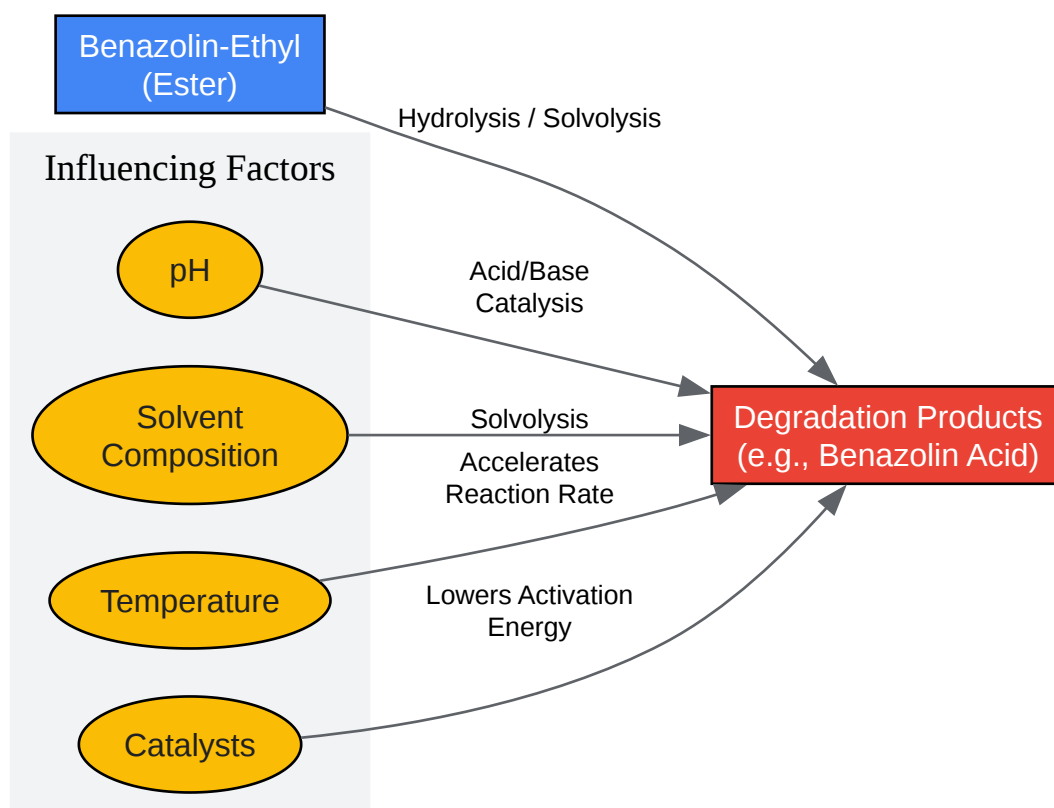 Benazolin-Ethyl
(Ester)
Hydrolysis / Solvolysis
Influencing Factors
pH
Acid/Base
Catalysis
Solvent
Composition
Solvolysis
Degradation Products
(e.g., Benazolin Acid)
Accelerates
Reaction Rate
Temperature
Lowers Activation
Energy
Catalysts